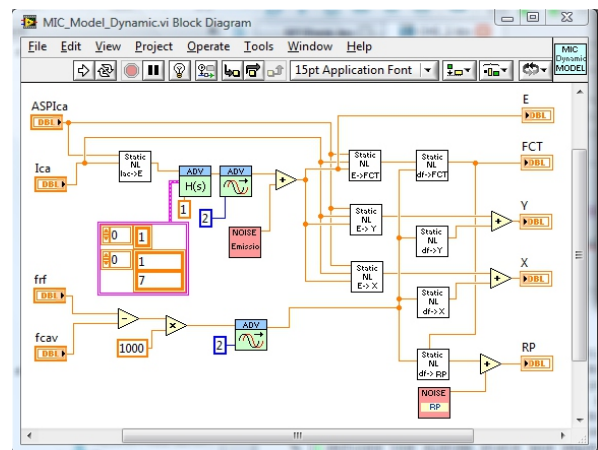 MIC_Model_Dynamic.vi Block Diagram
File Edit View Project Operate Tools Window Help
15pt Application Font
MIC
Dynamic
MODEL
ASPIca
DBL
Ica
DBL
Static
NL
Iac->E
ADV
H(s)
1
ADV
2
NOISE
Emissio
0
1
0
1
7
frf
DBL
fcav
DBL
1000
2
ADV
Static
NL
E->FCT
Static
NL
df->FCT
Static
NL
E-> Y
Static
NL
df->Y
Static
NL
E-> X
Static
NL
df->X
Static
NL
df-> RP
NOISE
RP
E
DBL
FCT
DBL
Y
DBL
X
DBL
RP
DBL